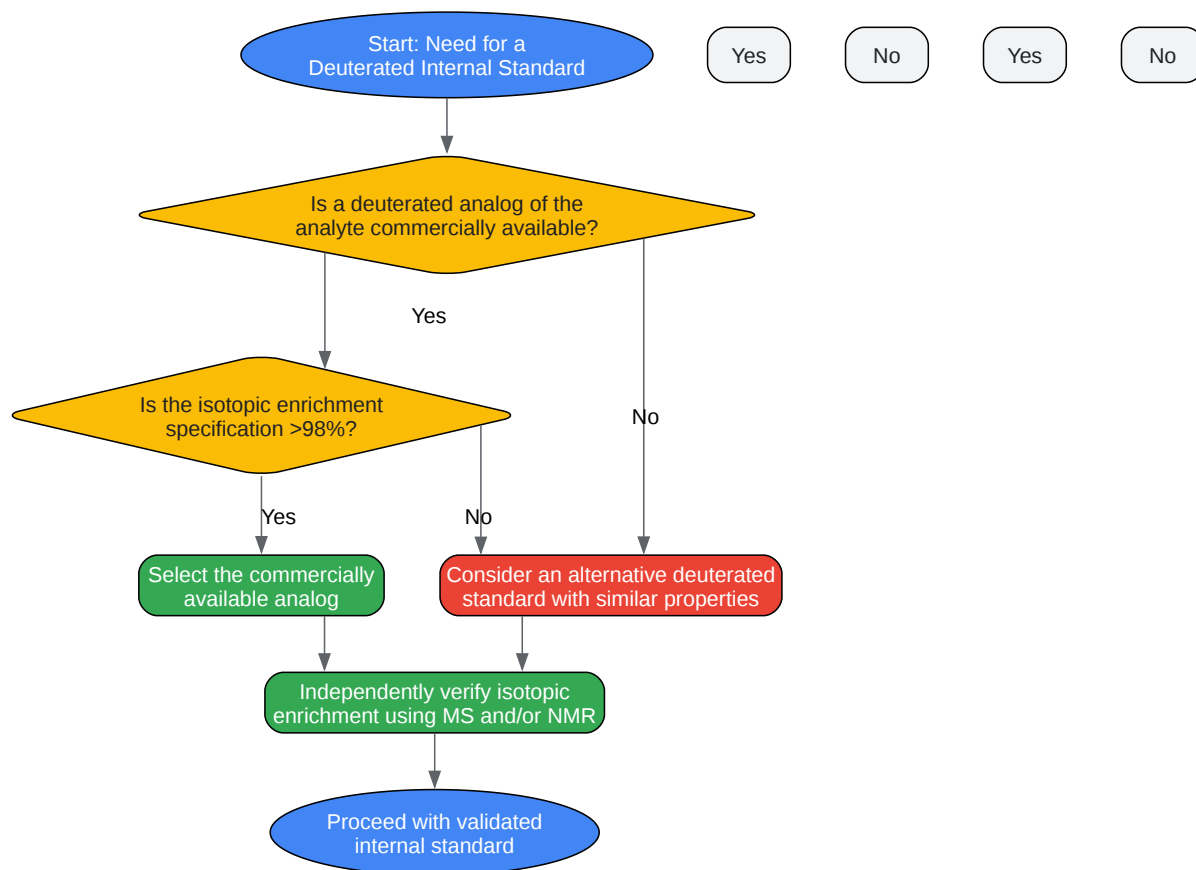 Start: Need for a
Deuterated Internal Standard
Yes
No
Yes
No
Is a deuterated analog of the
analyte commercially available?
Yes
Is the isotopic enrichment
specification >98%?
No
Yes
No
Select the commercially
available analog
Consider an alternative deuterated
standard with similar properties
Independently verify isotopic
enrichment using MS and/or NMR
Proceed with validated
internal standard